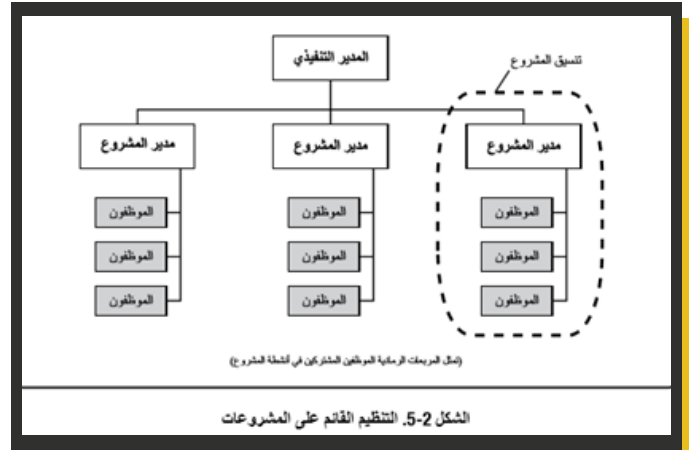 المدير التنفيذي
تنسيق المشروع
مدير المشروع
مدير المشروع
مدير المشروع
الموظفون
الموظفون
الموظفون
الموظفون
الموظفون
الموظفون
الموظفون
الموظفون
الموظفون
(تمثل المربعات الرمادية الموظفين المشتركين في أنشطة المشروع)
الشكل 2-5. التنظيم القائم على المشروعات